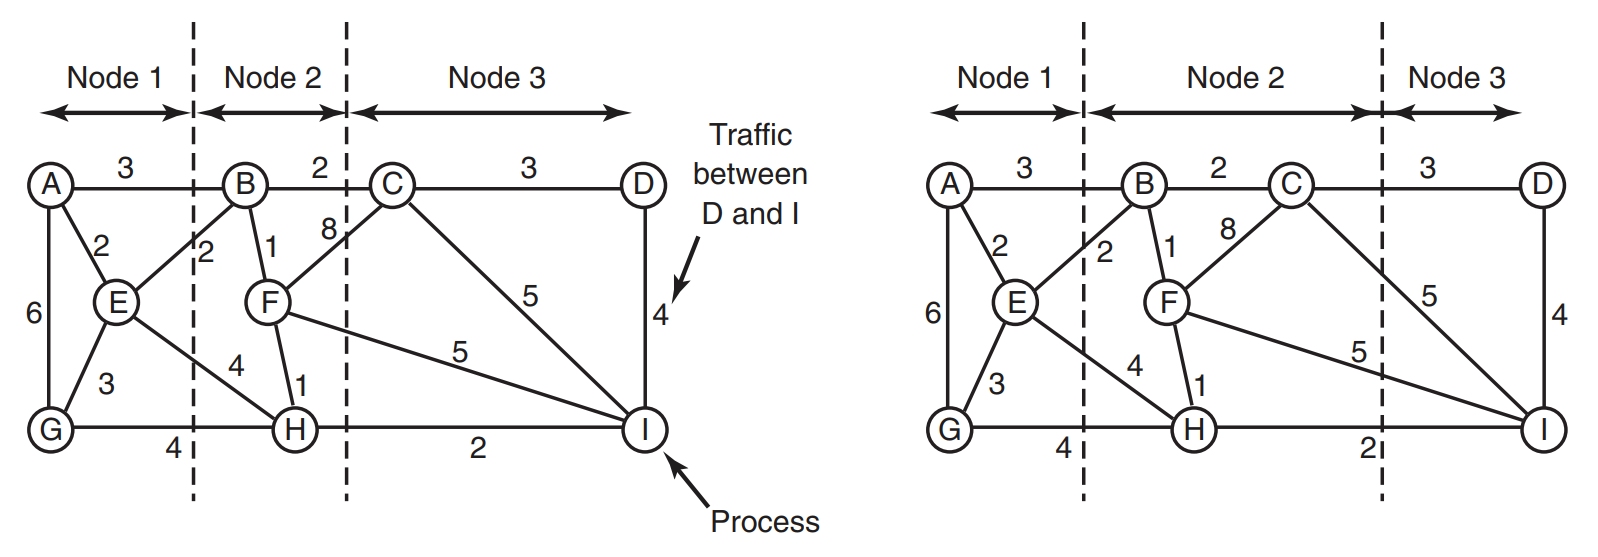 Node 1 Node 2 Node 3
Traffic
between
D and I
A 3 B 2 C 3 D
2 2 1 8
E F 5
6 4
3 4 5
1
G 4 H 2 I
Process
Node 1 Node 2 Node 3
A 3 B 2 C 3 D
2 2 1 8
E F 5
6 4
3 4 5
1
G 4 H 2 I